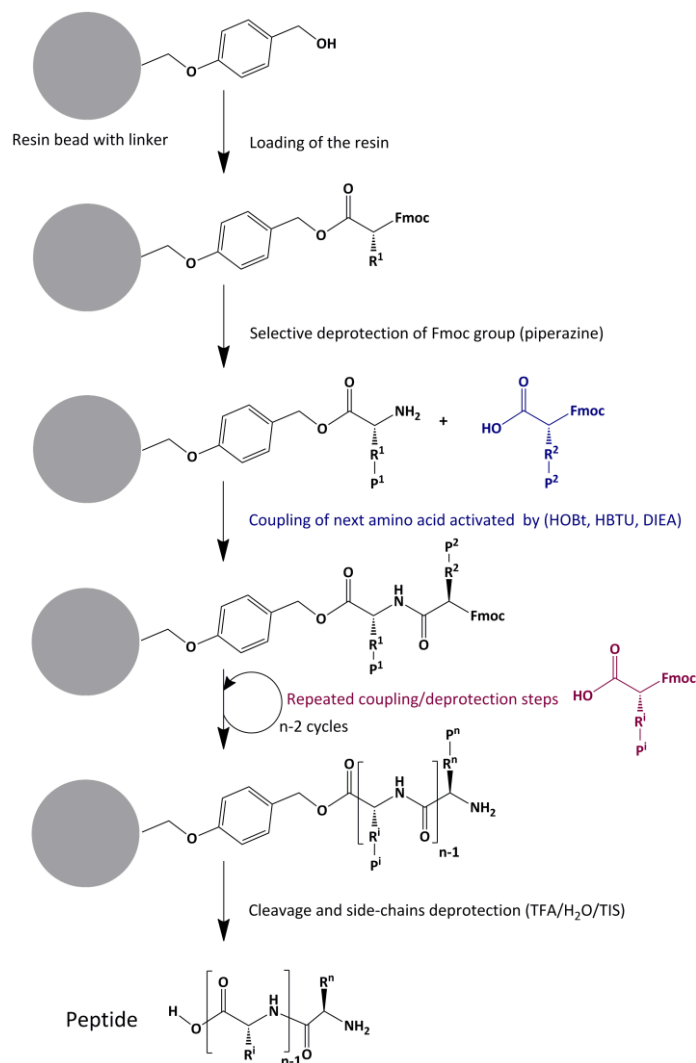 OH
O
Resin bead with linker
Loading of the resin
O
Fmoc
O
O
R¹
Selective deprotection of Fmoc group (piperazine)
O
NH₂
O
O
R¹
P¹
+
O
Fmoc
HO
R²
P²
Coupling of next amino acid activated by (HOBt, HBTU, DIEA)
P²
R²
O
H
N
O
O
R¹
P¹
O
Fmoc
Repeated coupling/deprotection steps
n-2 cycles
O
Fmoc
HO
Rⁱ
Pⁱ
Pⁿ
Rⁿ
O
H
N
NH₂
O
O
Rⁱ
Pⁱ
O
n-1
Cleavage and side-chains deprotection (TFA/H₂O/TIS)
Peptide
H
O
O
H
N
Rⁿ
NH₂
Rⁱ
O
n-1